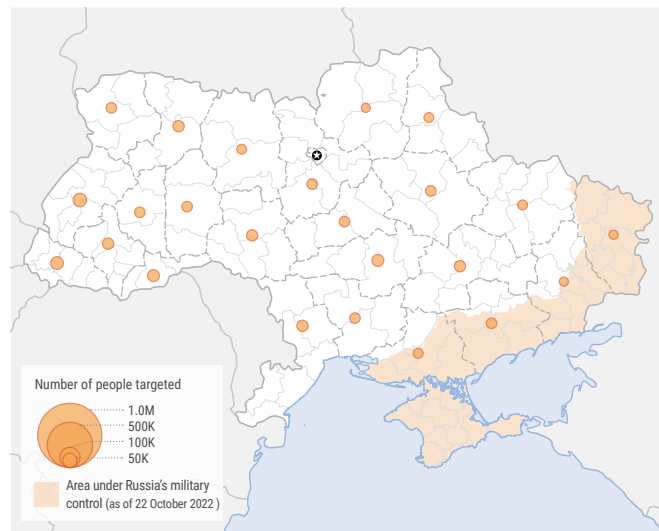 Number of people targeted
1.0M
500K
100K
50K
Area under Russia's military
control (as of 22 October 2022 )